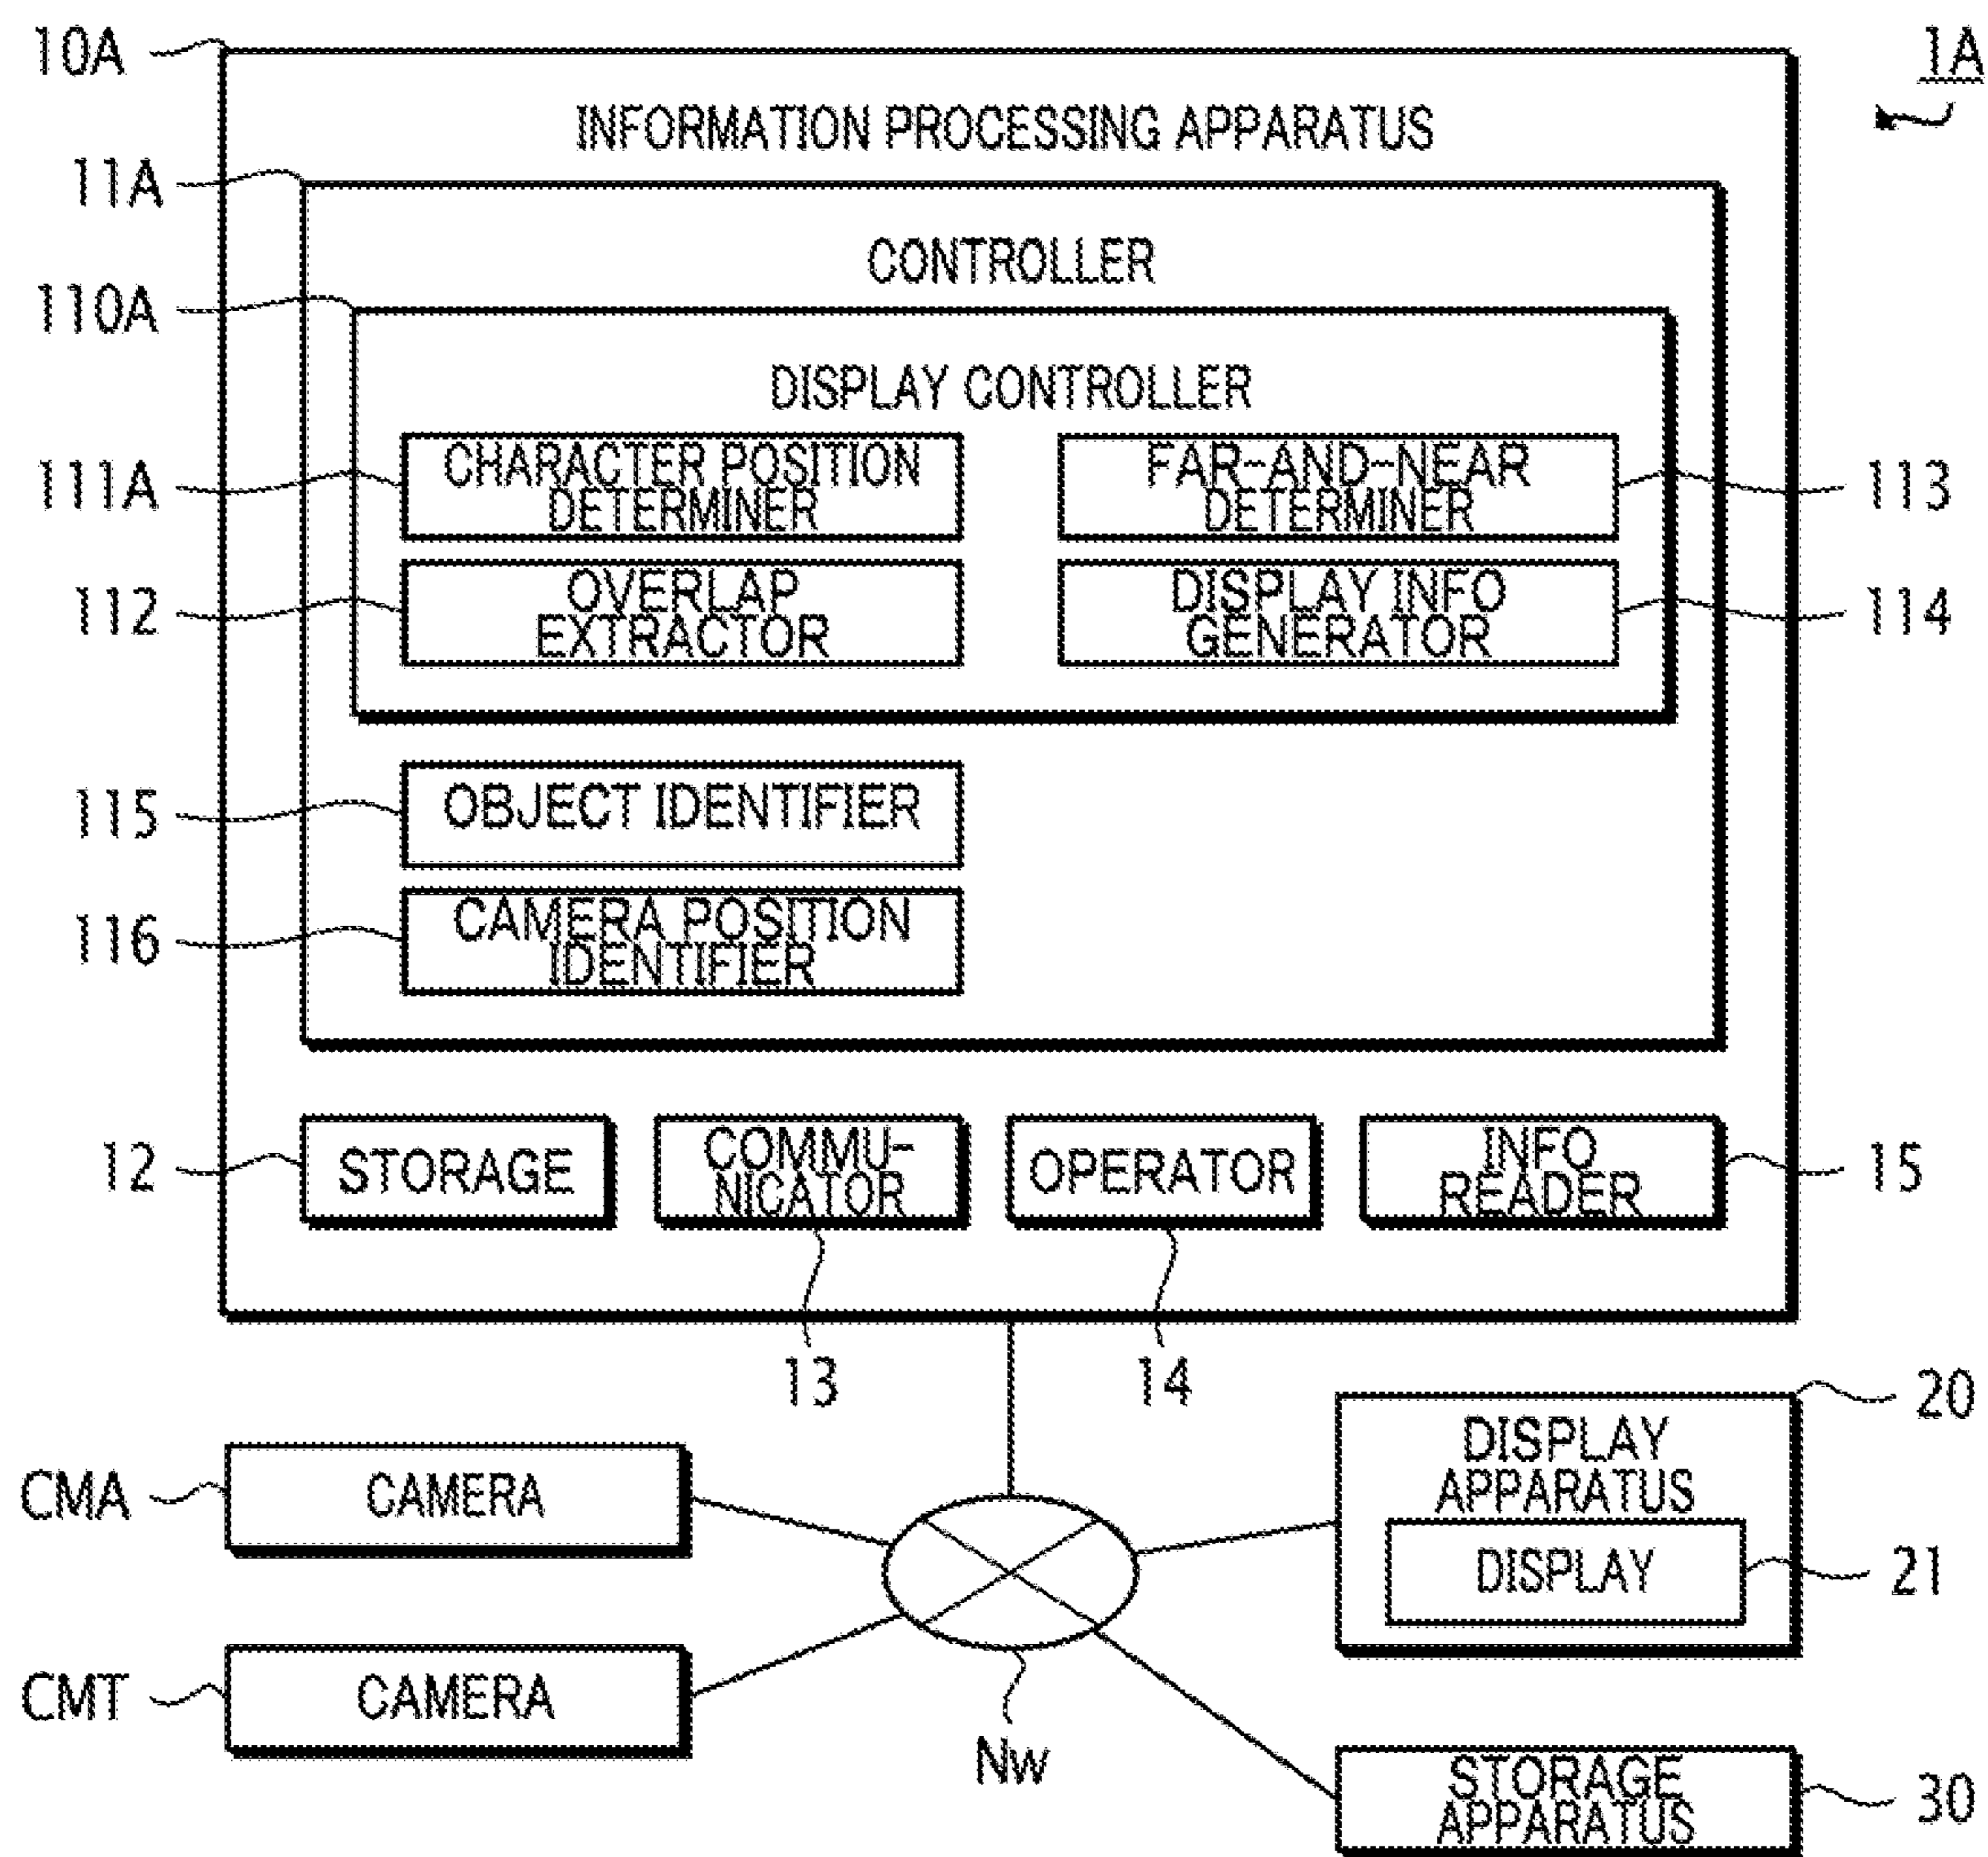 10A
1A
INFORMATION PROCESSING APPARATUS
11A
CONTROLLER
110A
DISPLAY CONTROLLER
111A
CHARACTER POSITION
DETERMINER
FAR-AND-NEAR
DETERMINER
113
112
OVERLAP
EXTRACTOR
DISPLAY INFO
GENERATOR
114
115
OBJECT IDENTIFIER
116
CAMERA POSITION
IDENTIFIER
12
STORAGE
COMMU-
NICATOR
OPERATOR
INFO
READER
15
13
14
20
DISPLAY
APPARATUS
CMA
CAMERA
DISPLAY
21
CMT
CAMERA
Nw
STORAGE
APPARATUS
30